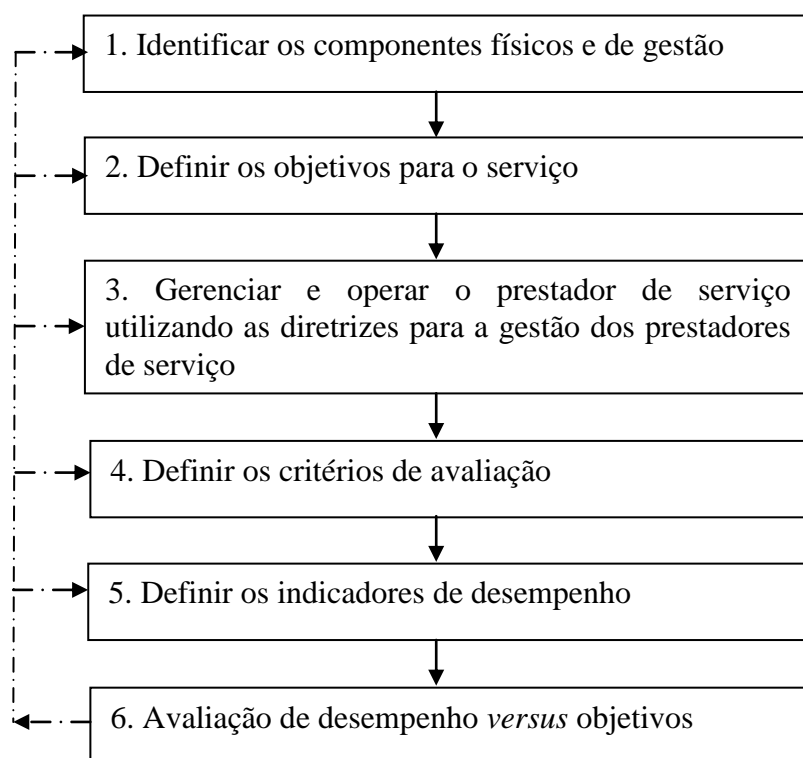 1. Identificar os componentes físicos e de gestão
2. Definir os objetivos para o serviço
3. Gerenciar e operar o prestador de serviço
utilizando as diretrizes para a gestão dos prestadores
de serviço
4. Definir os critérios de avaliação
5. Definir os indicadores de desempenho
6. Avaliação de desempenho versus objetivos